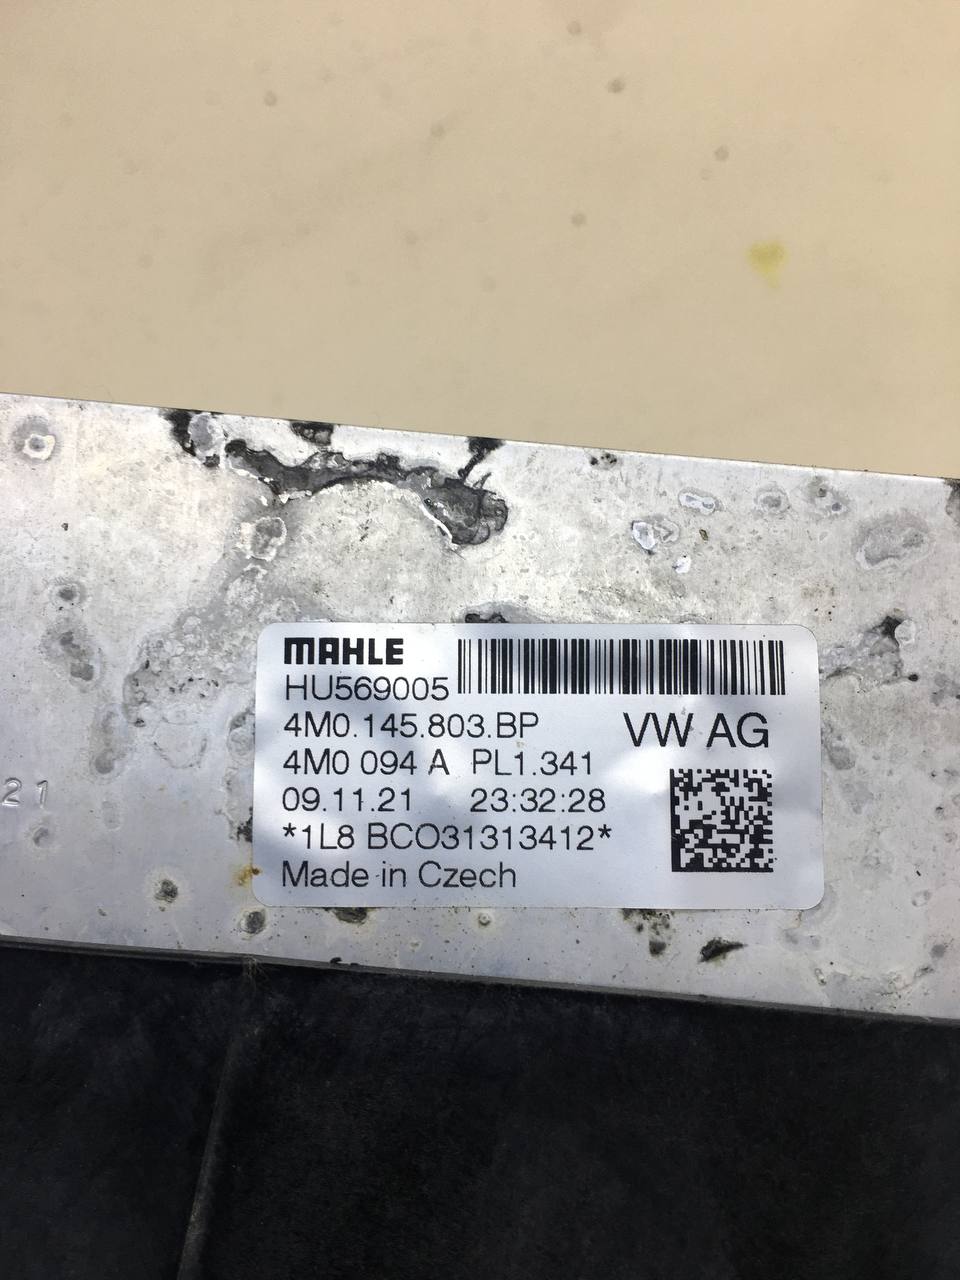 MAHLE
HU569005
4M0.145.803.BP VW AG
4M0 094 A PL1.341
09.11.21 23:32:28
*1L8 BCO31313412*
Made in Czech
21